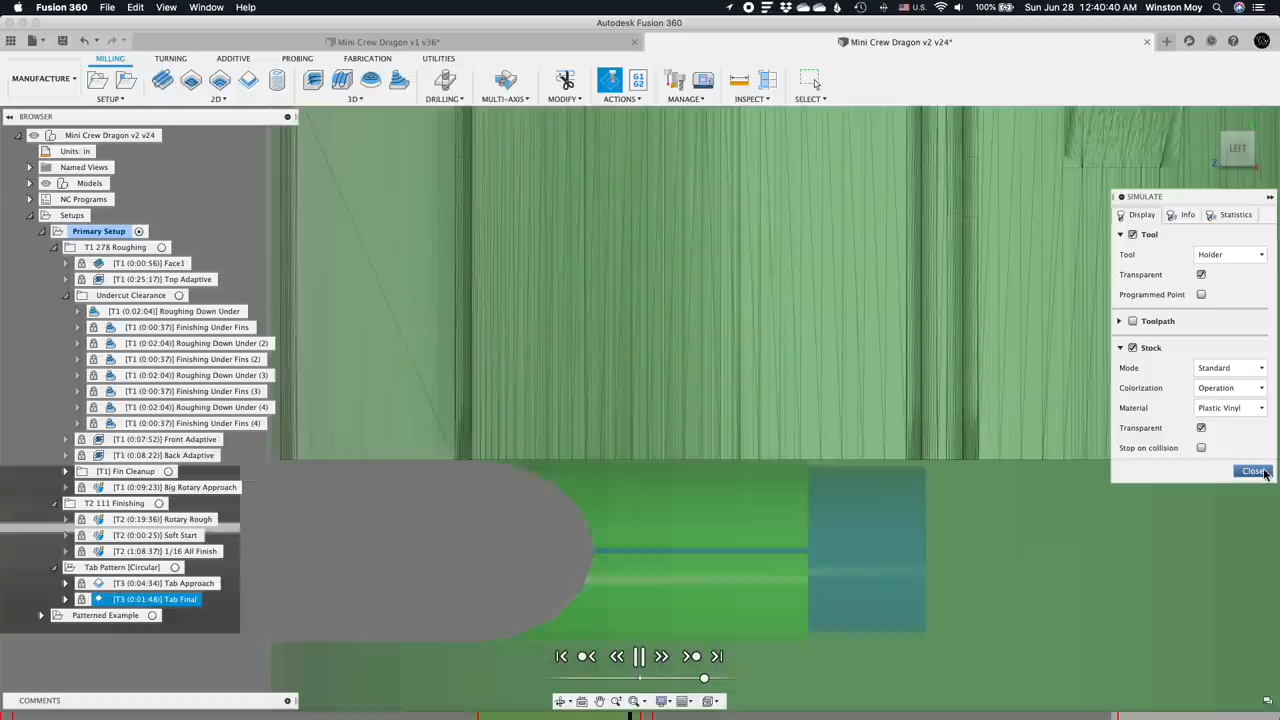 Fusion 360 File Edit View Window Help 100% Sun Jun 28 12:40:40 AM Winston Moy
Autodesk Fusion 360
Mini Crew Dragon v1 v36* Mini Crew Dragon v2 v24*
MANUFACTURE
MILLING TURNING ADDITIVE PROBING FABRICATION UTILITIES
G1 G2
SETUP 2D 3D DRILLING MULTI-AXIS MODIFY ACTIONS MANAGE INSPECT SELECT
BROWSER
Mini Crew Dragon v2 v24
Units: in
Named Views
Models
NC Programs
Setups
Primary Setup
T1 278 Roughing
[T1 (0:00:56)] Face1
[T1 (0:25:17)] Top Adaptive
Undercut Clearance
[T1 (0:02:04)] Roughing Down Under
[T1 (0:00:37)] Finishing Under Fins
[T1 (0:02:04)] Roughing Down Under (2)
[T1 (0:00:37)] Finishing Under Fins (2)
[T1 (0:02:04)] Roughing Down Under (3)
[T1 (0:00:37)] Finishing Under Fins (3)
[T1 (0:02:04)] Roughing Down Under (4)
[T1 (0:00:37)] Finishing Under Fins (4)
[T1 (0:07:52)] Front Adaptive
[T1 (0:08:22)] Back Adaptive
[T1] Fin Cleanup
[T1 (0:09:23)] Big Rotary Approach
T2 111 Finishing
[T2 (0:19:36)] Rotary Rough
[T2 (0:00:25)] Soft Start
[T2 (1:08:37)] 1/16 All Finish
Tab Pattern [Circular]
[T3 (0:04:34)] Tab Approach
[T3 (0:01:48)] Tab Final
Patterned Example
COMMENTS
LEFT
Z
SIMULATE
Display Info Statistics
Tool
Tool Holder
Transparent
Programmed Point
Toolpath
Stock
Mode Standard
Colorization Operation
Material Plastic Vinyl
Transparent
Stop on collision
Close